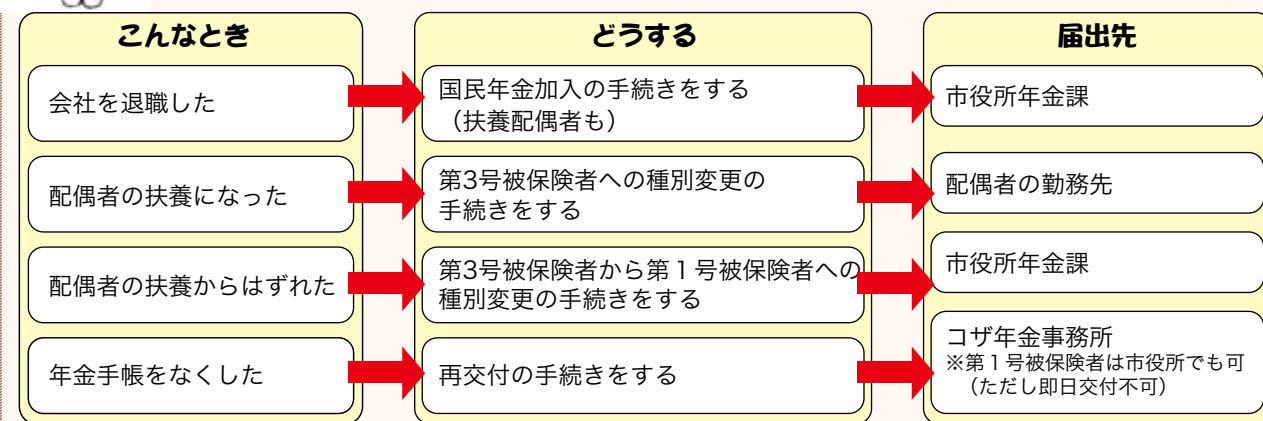 こんなとき
どうする
届出先
会社を退職した
国民年金加入の手続きをする
（扶養配偶者も）
市役所年金課
配偶者の扶養になった
第3号被保険者への種別変更の
手続きをする
配偶者の勤務先
配偶者の扶養からはずれた
第3号被保険者から第１号被保険者への
種別変更の手続きをする
市役所年金課
年金手帳をなくした
再交付の手続きをする
コザ年金事務所
※第１号被保険者は市役所でも可
（ただし即日交付不可）